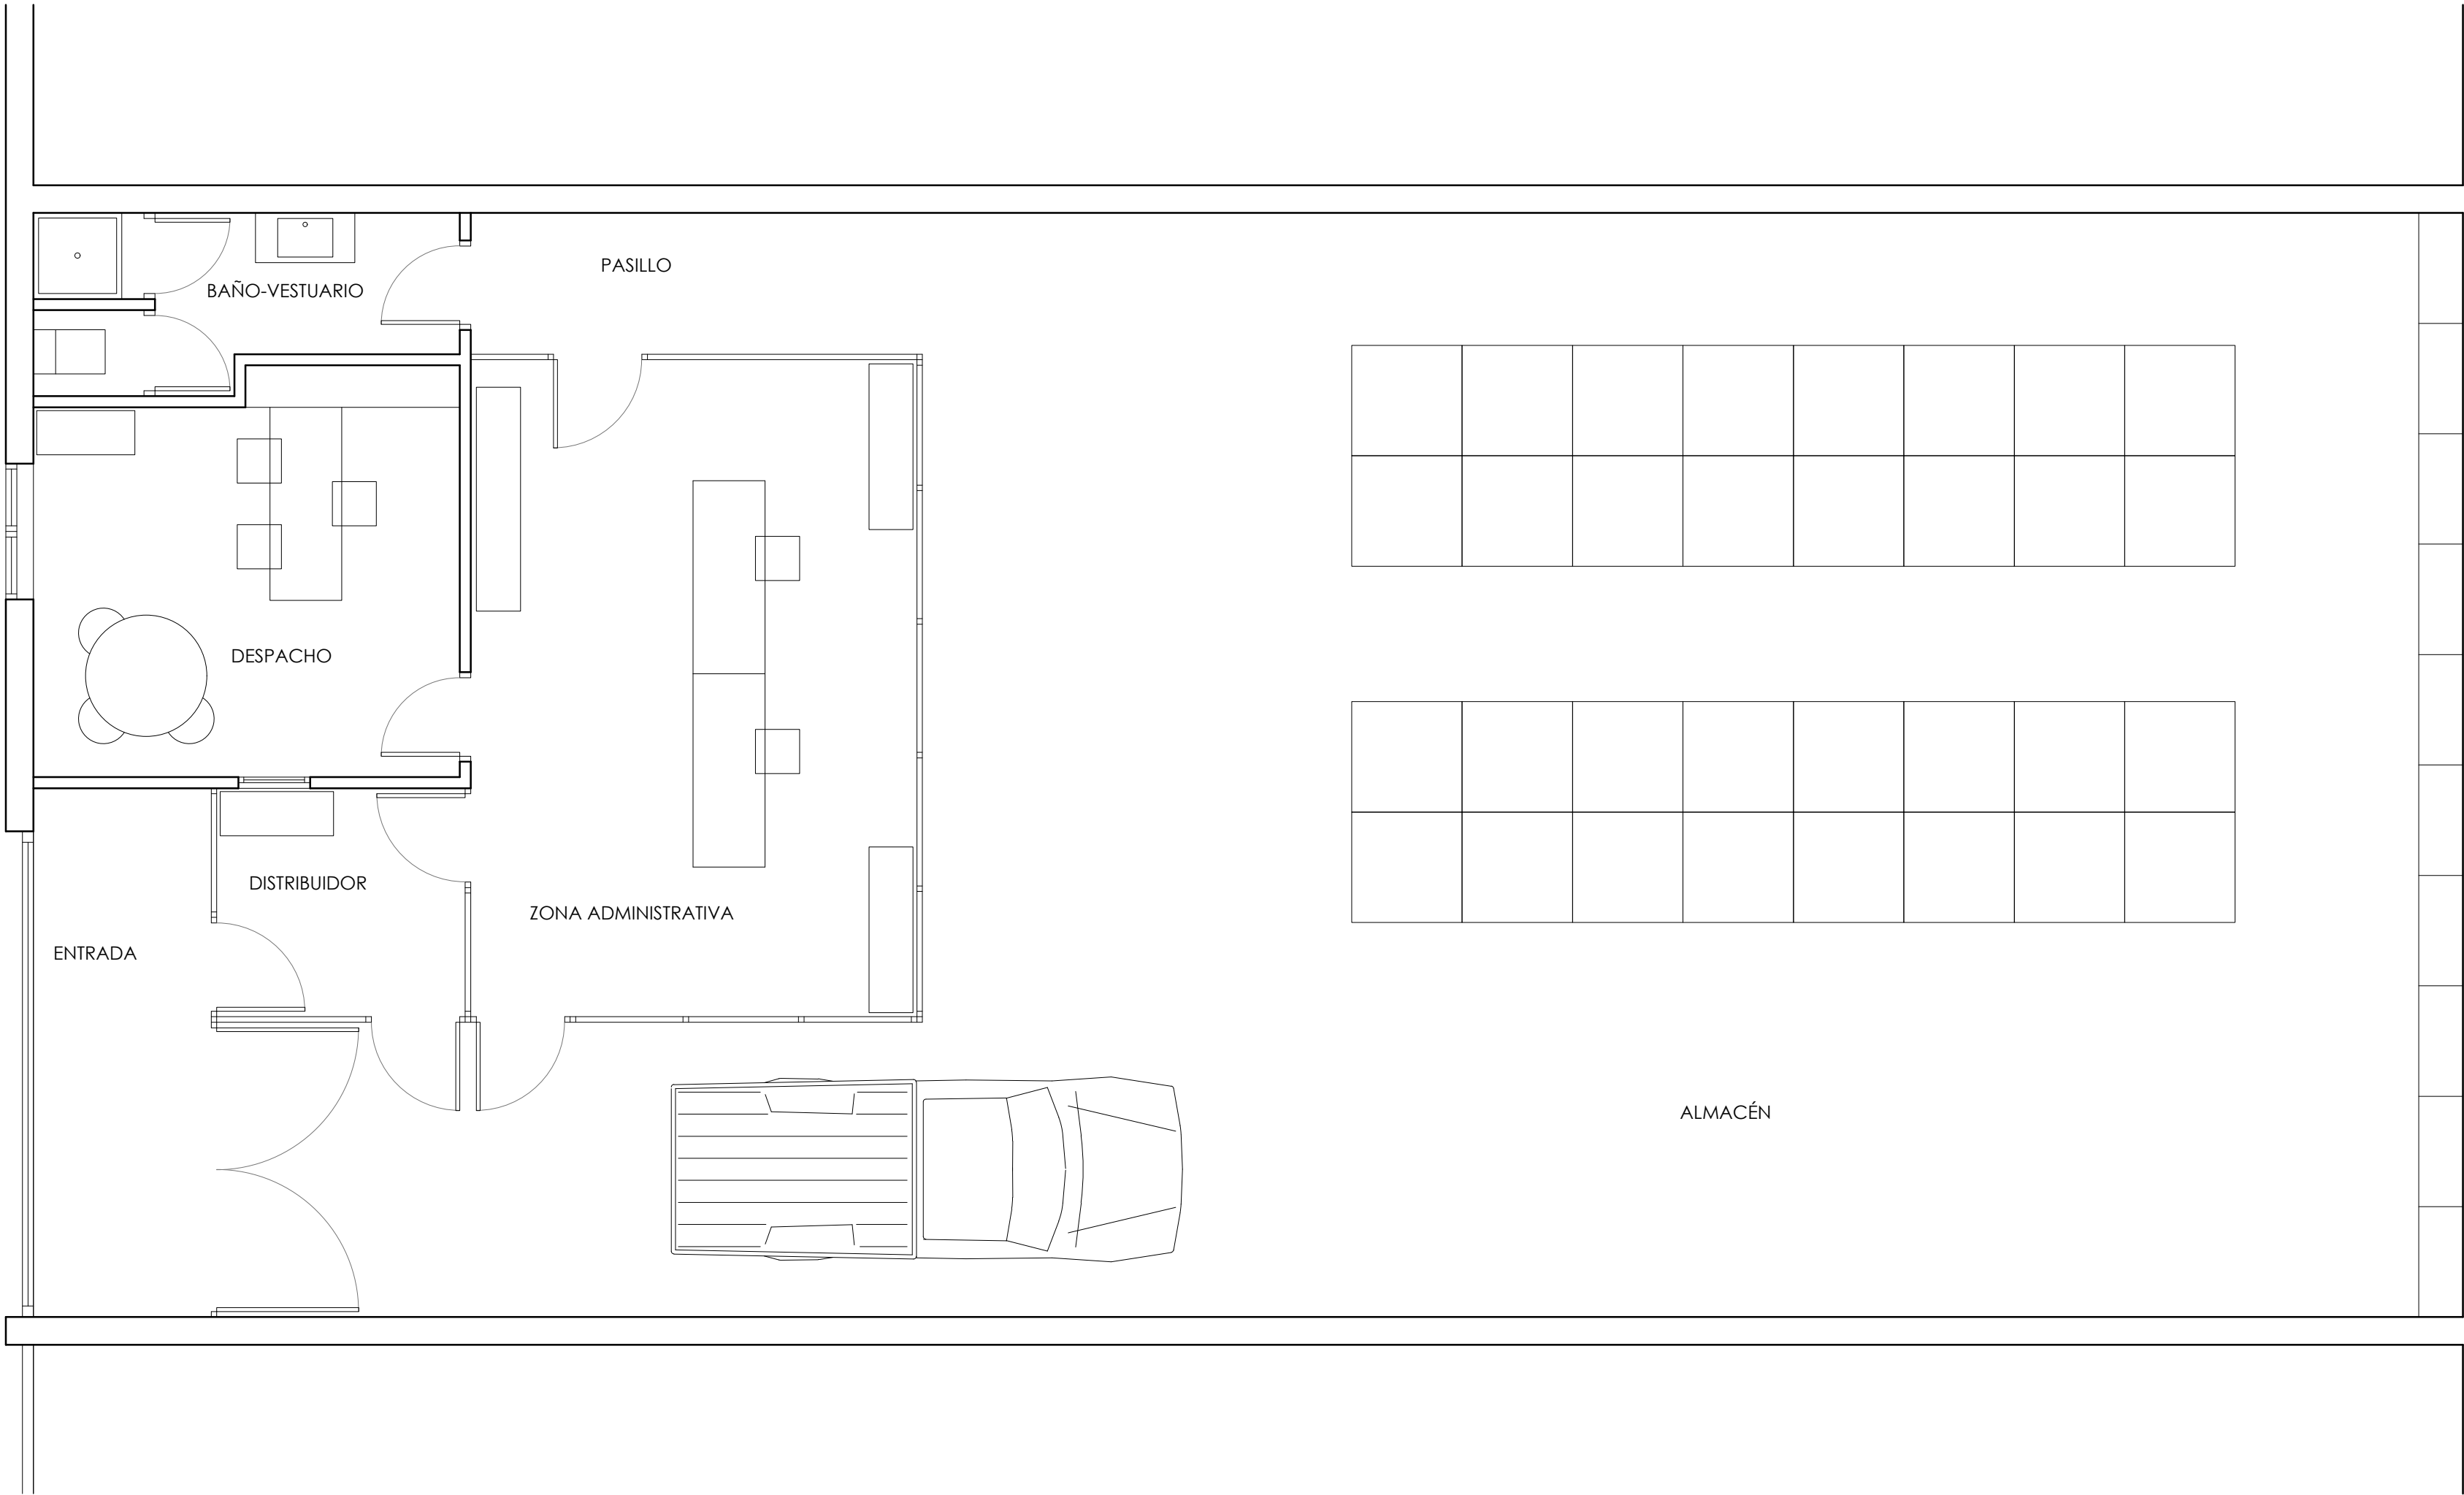 PASILLO
BAÑO-VESTUARIO
DESPACHO
DISTRIBUIDOR
ZONA ADMINISTRATIVA
ENTRADA
ALMACÉN